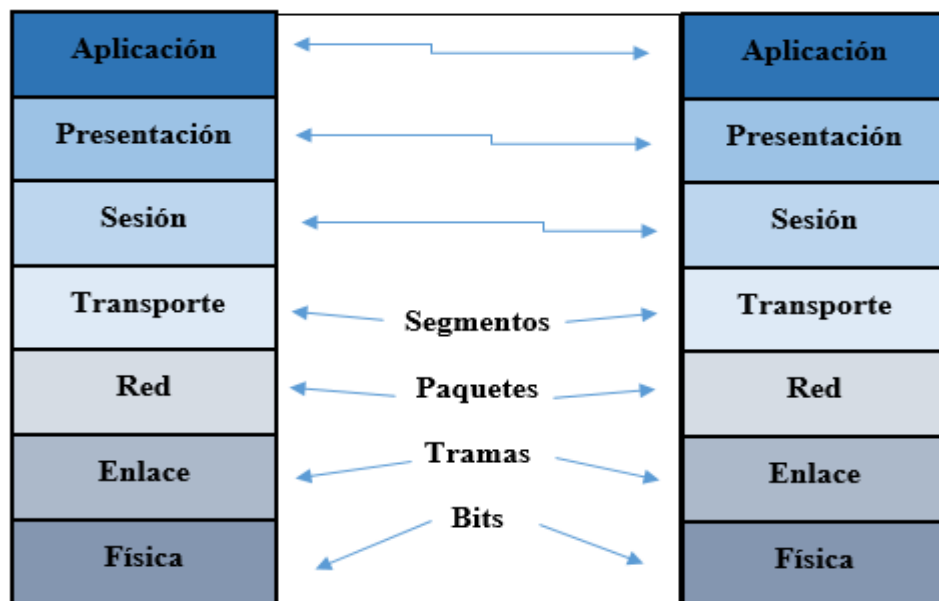 Aplicación
Aplicación
Presentación
Presentación
Sesión
Sesión
Transporte
Segmentos
Transporte
Red
Paquetes
Red
Enlace
Tramas
Enlace
Bits
Física
Física